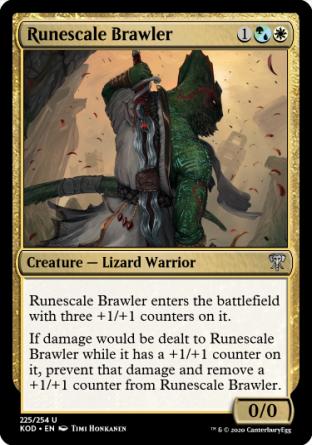 Runescale Brawler 1
Creature — Lizard Warrior
Runescale Brawler enters the battlefield
with three +1/+1 counters on it.
If damage would be dealt to Runescale
Brawler while it has a +1/+1 counter on
it, prevent that damage and remove a
+1/+1 counter from Runescale Brawler.
0/0
225/254 U
KOD • EN Timi Honkanen
™ & © 2020 CanterburyEgg